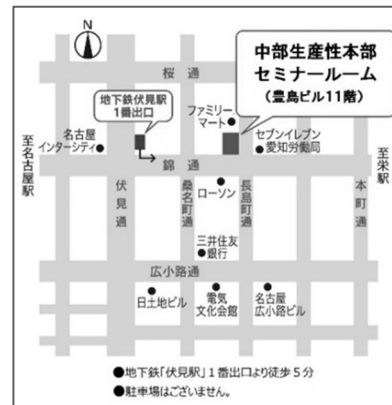 N
中部生産性本部
セミナールーム
（豊島ビル11階）
桜通
地下鉄伏見駅
1番出口
ファミリー
マート
名古屋
インターシティ
セブンイレブン
愛知労働局
至名古屋駅
至栄駅
錦通
ローソン
伏見通
桑名町通
長島町通
本町通
三井住友
銀行
広小路通
日土地ビル
電気
文化会館
名古屋
広小路ビル
●地下鉄「伏見駅」1番出口より徒歩5分
●駐車場はございません。